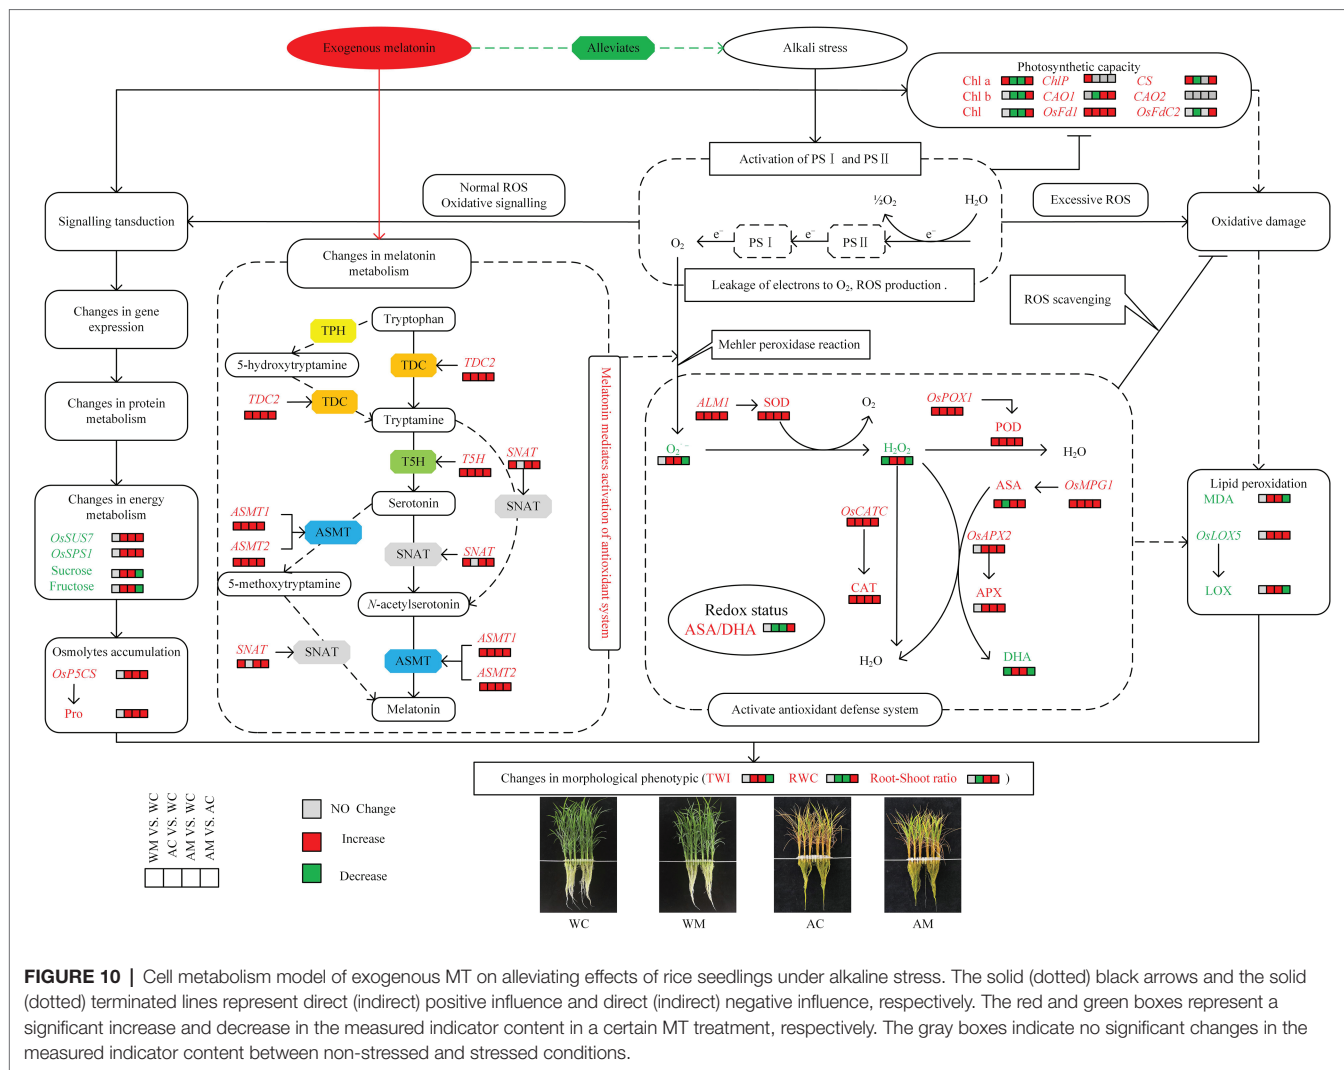 Exogenous melatonin
Alleviates
Alkali stress
Photosynthetic capacity
Chl a ChlP CS
Chl b CAO1 CAO2
Chl OsFd1 OsFdC2
Activation of PS Ⅰ and PS Ⅱ
Normal ROS
Oxidative signalling
Excessive ROS
Signalling tansduction
Oxidative damage
½O₂
H₂O
O₂
e⁻
PS Ⅰ
e⁻
PS Ⅱ
e⁻
Changes in melatonin
metabolism
Leakage of electrons to O₂, ROS production .
ROS scavenging
Changes in gene
expression
Tryptophan
TPH
5-hydroxytryptamine
TDC
TDC2
TDC2
TDC
Tryptamine
Mehler peroxidase reaction
Melatonin mediates activation of antioxidant system
Changes in protein
metabolism
T5H
T5H
SNAT
SNAT
Serotonin
ASMT1
ASMT2
ASMT
SNAT
SNAT
5-methoxytryptamine
N-acetylserotonin
SNAT
SNAT
ASMT
ASMT1
ASMT2
Melatonin
ALM1
SOD
O₂
OsPOX1
POD
O₂·⁻
H₂O₂
H₂O
ASA
OsMPG1
OsCATC
OsAPX2
CAT
APX
Redox status
ASA/DHA
H₂O
DHA
Activate antioxidant defense system
Lipid peroxidation
MDA
OsLOX5
LOX
Changes in energy
metabolism
OsSUS7
OsSPS1
Sucrose
Fructose
Osmolytes accumulation
OsP5CS
Pro
Changes in morphological phenotypic (TWI RWC Root-Shoot ratio )
WM VS. WC
AC VS. WC
AM VS. WC
AM VS. AC
NO Change
Increase
Decrease
WC WM AC AM
FIGURE 10 | Cell metabolism model of exogenous MT on alleviating effects of rice seedlings under alkaline stress. The solid (dotted) black arrows and the solid
(dotted) terminated lines represent direct (indirect) positive influence and direct (indirect) negative influence, respectively. The red and green boxes represent a
significant increase and decrease in the measured indicator content in a certain MT treatment, respectively. The gray boxes indicate no significant changes in the
measured indicator content between non-stressed and stressed conditions.